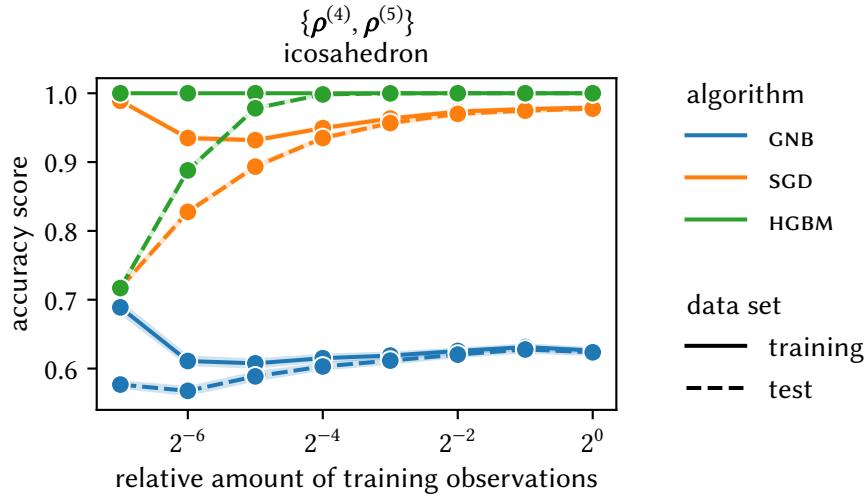 {ρ⁽⁴⁾, ρ⁽⁵⁾}
icosahedron
accuracy score
1.0
0.9
0.8
0.7
0.6
2⁻⁶ 2⁻⁴ 2⁻² 2⁰
relative amount of training observations
algorithm
GNB
SGD
HGBM
data set
training
test